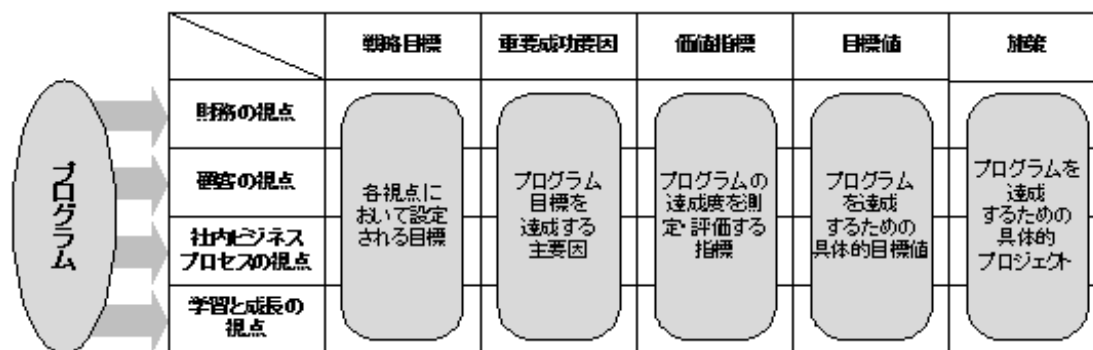 戦略目標
重要成功要因
価値指標
目標値
施策
プログラム
財務の視点
顧客の視点
社内ビジネス
プロセスの視点
学習と成長の
視点
各視点に
おいて設定
される目標
プログラム
目標を
達成する
主要因
プログラムの
達成度を測
定・評価する
指標
プログラム
を達成
するための
具体的目標値
プログラムを
達成
するための
具体的
プロジェクト